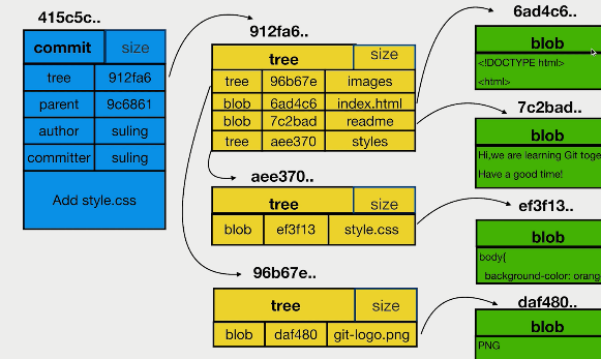 415c5c..
commit size
tree 912fa6
parent 9c6861
author suling
committer suling
Add style.css
912fa6..
tree size
tree 96b67e images
blob 6ad4c6 index.html
blob 7c2bad readme
tree aee370 styles
aee370..
tree size
blob ef3f13 style.css
96b67e..
tree size
blob daf480 git-logo.png
6ad4c6..
blob
<!DOCTYPE html>
<html>
7c2bad..
blob
Hi,we are learning Git toge
Have a good time!
ef3f13..
blob
body{
background-color: orang
daf480..
blob
PNG